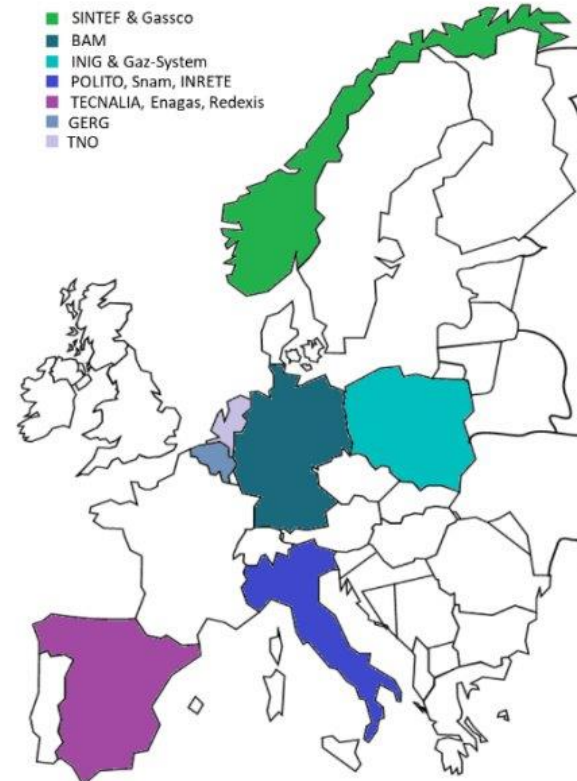 SINTEF & Gassco
BAM
INIG & Gaz-System
POLITO, Snam, INRETE
TECNALIA, Enagas, Redexis
GERG
TNO